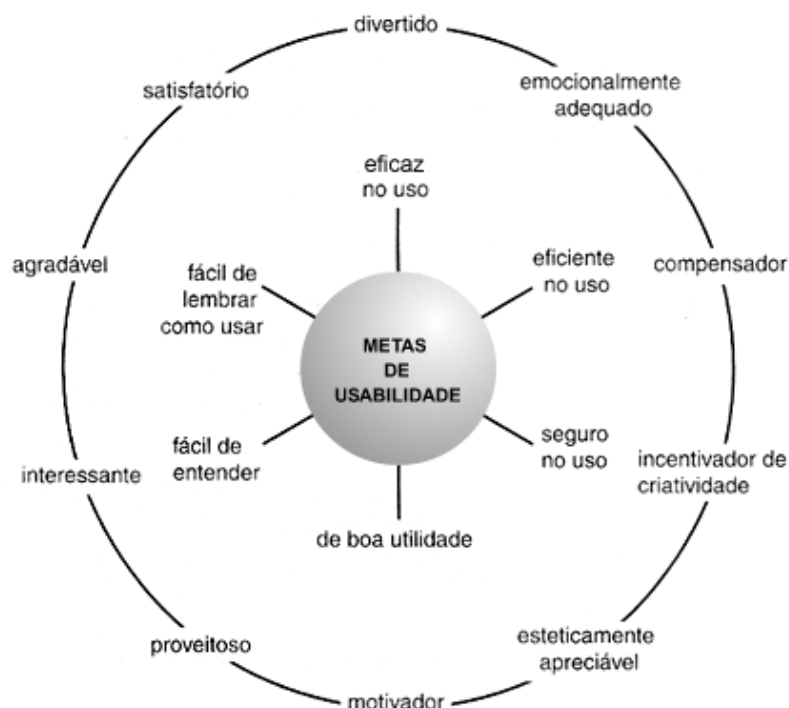 divertido
emocionalmente
adequado
compensador
incentivador de
criatividade
esteticamente
apreciável
motivador
proveitoso
interessante
agradável
satisfatório
eficaz
no uso
eficiente
no uso
seguro
no uso
de boa utilidade
fácil de
entender
fácil de
lembrar
como usar
METAS
DE
USABILIDADE